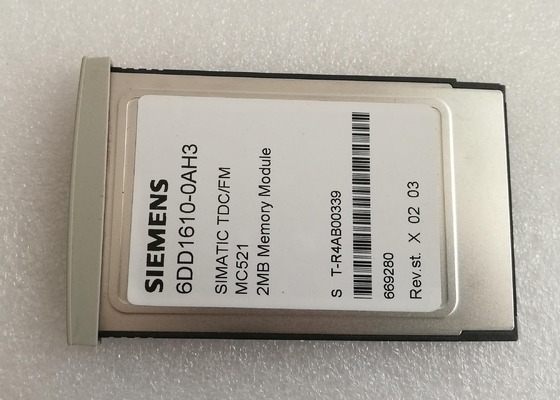 SIEMENS
6DD1610-0AH3
SIMATIC TDC/FM
MC521
2MB Memory Module
S T-R4AB00339
669280
Rev.st. X 02 03